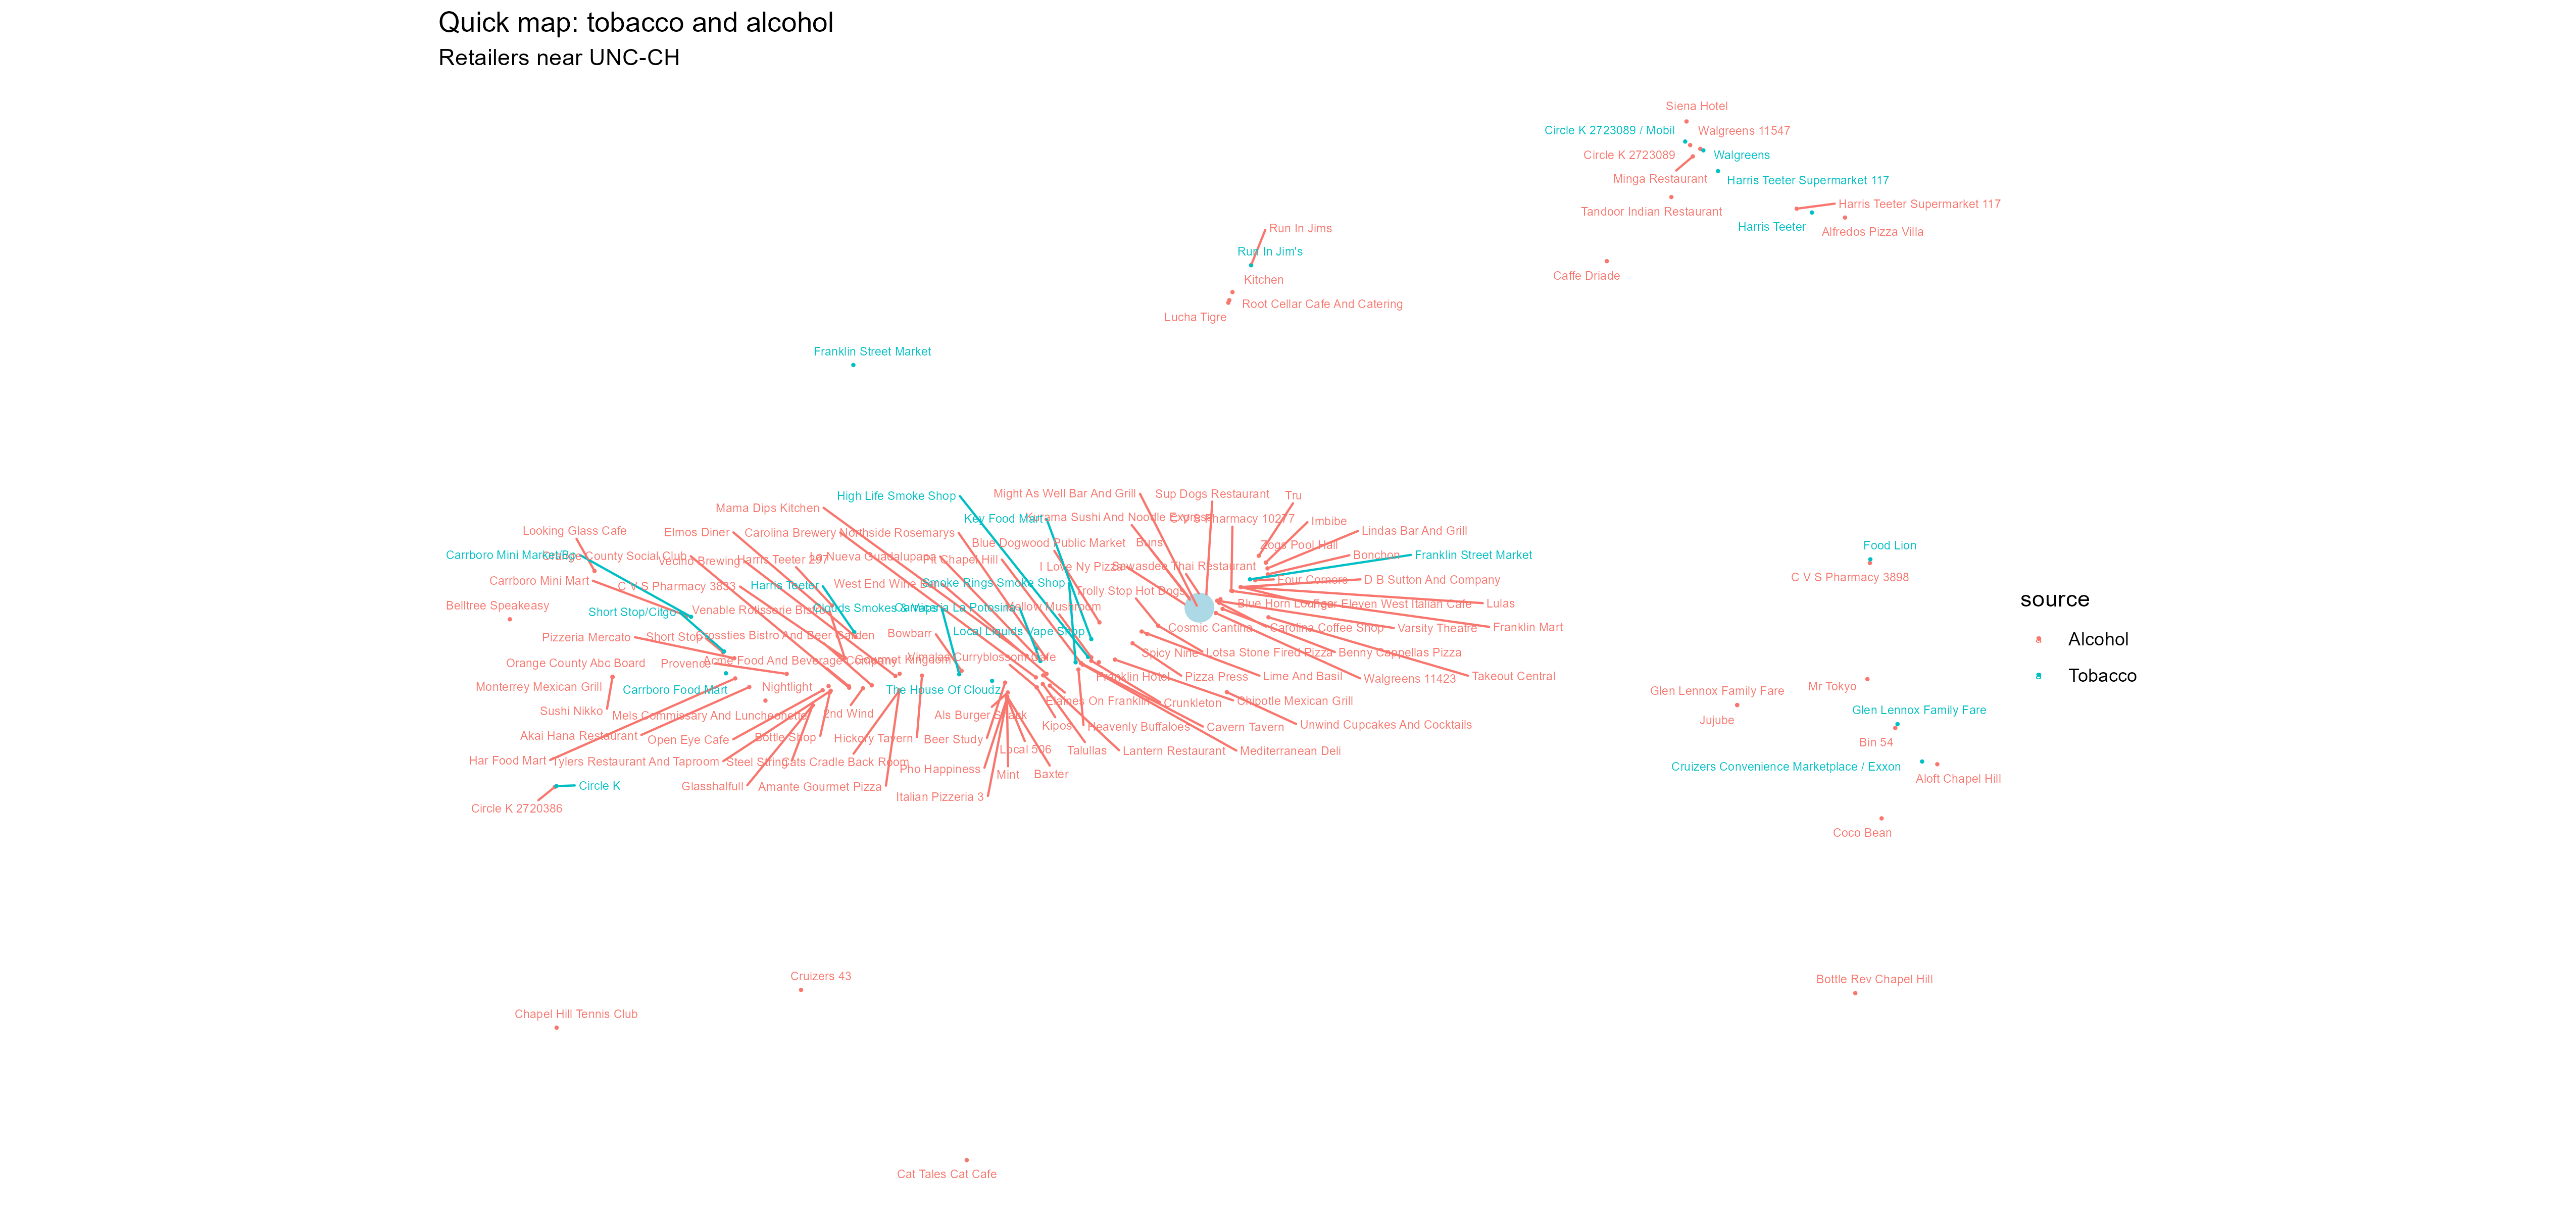 Quick map: tobacco and alcohol
Retailers near UNC-CH
Siena Hotel
Circle K 2723089 / Mobil
Walgreens 11547
Circle K 2723089
Walgreens
Minga Restaurant
Harris Teeter Supermarket 117
Tandoor Indian Restaurant
Harris Teeter Supermarket 117
Harris Teeter
Alfredos Pizza Villa
Run In Jims
Run In Jim's
Kitchen
Caffe Driade
Root Cellar Cafe And Catering
Lucha Tigre
Franklin Street Market
High Life Smoke Shop
Might As Well Bar And Grill
Sup Dogs Restaurant
Tru
Mama Dips Kitchen
Key Food Mart
Kurama Sushi And Noodle Express
C V S Pharmacy 10277
Imbibe
Looking Glass Cafe
Elmos Diner
Carolina Brewery
Northside Rosemarys
Lindas Bar And Grill
Blue Dogwood Public Market
Buns
Zogs Pool Hall
Carrboro Mini Market/Bp
Orange County Social Club
Vecino Brewing
Harris Teeter 297
La Nueva Guadalupana
Pit Chapel Hill
I Love Ny Pizza
Sawasdee Thai Restaurant
Bonchon
Franklin Street Market
Food Lion
Carrboro Mini Mart
C V S Pharmacy 3833
Harris Teeter
West End Wine Bar
Smoke Rings Smoke Shop
Trolly Stop Hot Dogs
Four Corners
D B Sutton And Company
C V S Pharmacy 3898
Belltree Speakeasy
Short Stop/Citgo
Venable Rotisserie Bistro
Clouds Smokes & Vapes
Carniceria La Potosina
Mellow Mushroom
Blue Horn Lounge
Four Eleven West Italian Cafe
Lulas
source
Pizzeria Mercato
Short Stop
Crossties Bistro And Beer Garden
Bowbarr
Local Liquids Vape Shop
Cosmic Cantina
Carolina Coffee Shop
Varsity Theatre
Franklin Mart
Alcohol
Orange County Abc Board
Provence
Acme Food And Beverage Company
Gourmet Kingdom
Vimalas Curryblossom Cafe
Spicy Nine
Lotsa Stone Fired Pizza
Benny Cappellas Pizza
Monterrey Mexican Grill
Carrboro Food Mart
Nightlight
The House Of Cloudz
Franklin Hotel
Pizza Press
Lime And Basil
Walgreens 11423
Takeout Central
Tobacco
Glen Lennox Family Fare
Mr Tokyo
Sushi Nikko
Mels Commissary And Luncheonette
2nd Wind
Als Burger Shack
Elaines On Franklin
Crunkleton
Chipotle Mexican Grill
Jujube
Glen Lennox Family Fare
Akai Hana Restaurant
Open Eye Cafe
Bottle Shop
Hickory Tavern
Beer Study
Kipos
Heavenly Buffaloes
Cavern Tavern
Unwind Cupcakes And Cocktails
Bin 54
Har Food Mart
Tylers Restaurant And Taproom
Steel String
Cats Cradle Back Room
Pho Happiness
Local 506
Talullas
Lantern Restaurant
Mediterranean Deli
Cruizers Convenience Marketplace / Exxon
Circle K
Glasshalfull
Amante Gourmet Pizza
Italian Pizzeria 3
Mint
Baxter
Aloft Chapel Hill
Circle K 2720386
Coco Bean
Cruizers 43
Bottle Rev Chapel Hill
Chapel Hill Tennis Club
Cat Tales Cat Cafe